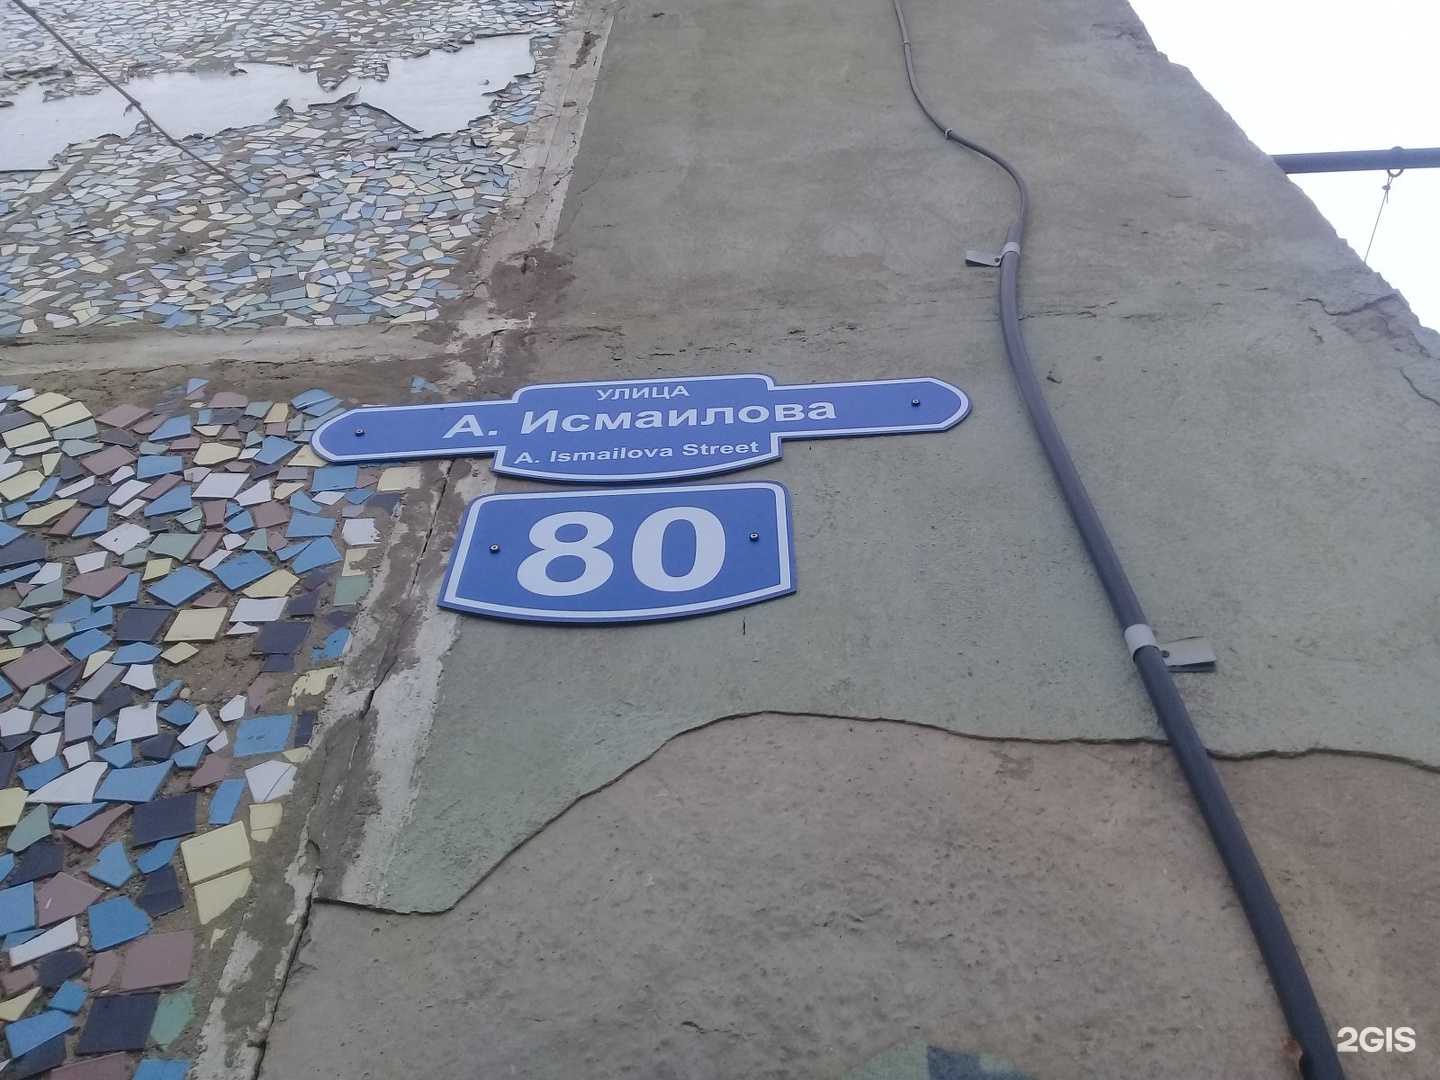 УЛИЦА
А. Исмаилова
A. Ismailova Street
80
2GIS